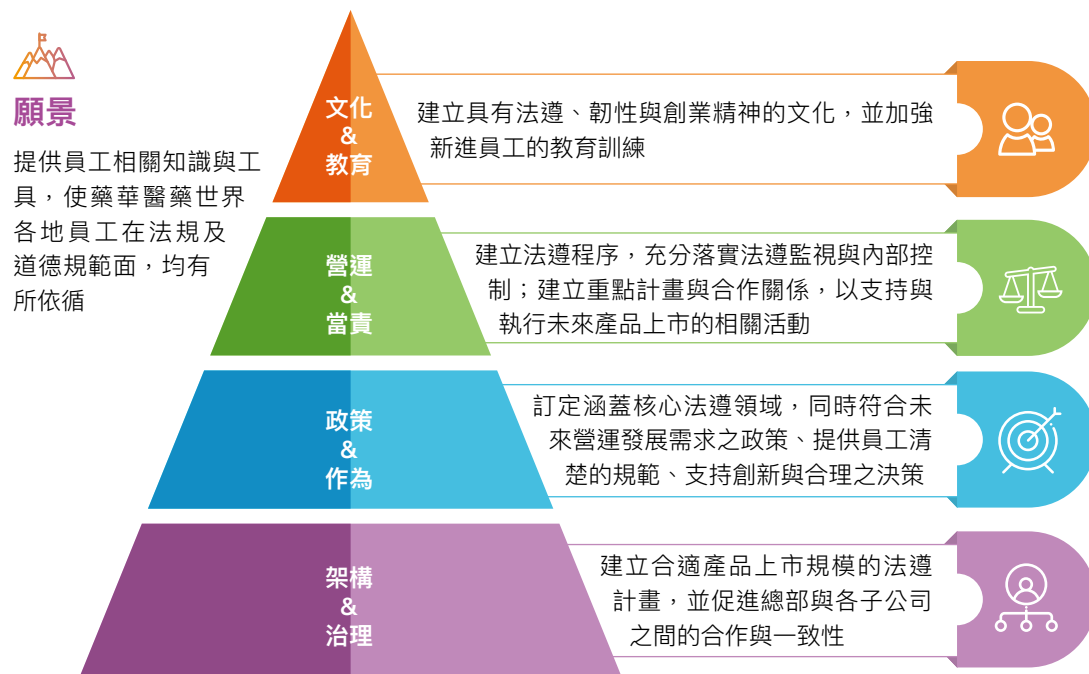 願景
提供員工相關知識與工
具，使藥華醫藥世界
各地員工在法規及
道德規範面，均有
所依循
文化
&
教育
建立具有法遵、韌性與創業精神的文化，並加強
新進員工的教育訓練
營運
&
當責
建立法遵程序，充分落實法遵監視與內部控
制；建立重點計畫與合作關係，以支持與
執行未來產品上市的相關活動
政策
&
作為
訂定涵蓋核心法遵領域，同時符合未
來營運發展需求之政策、提供員工清
楚的規範、支持創新與合理之決策
架構
&
治理
建立合適產品上市規模的法遵
計畫，並促進總部與各子公司
之間的合作與一致性